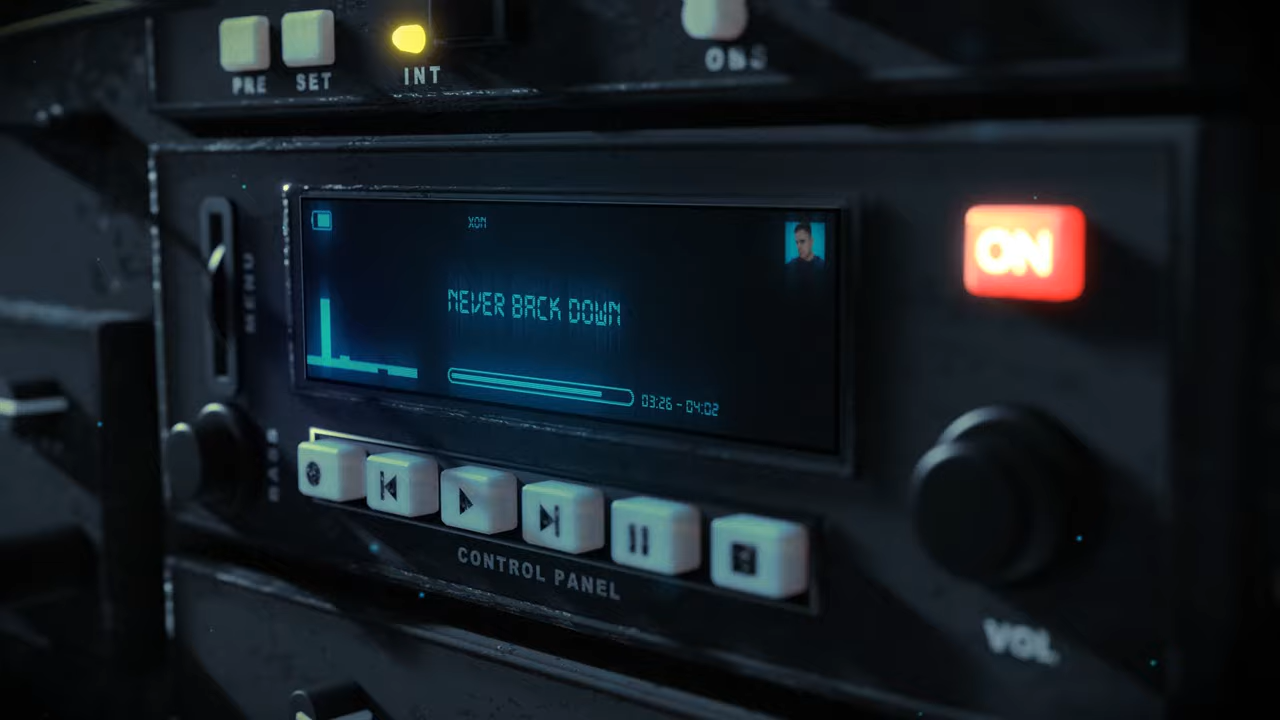 PRE
SET
INT
OBS
XON
ON
MENU
NEVER BACK DOWN
03:26 - 04:02
BASS
CONTROL PANEL
VOL